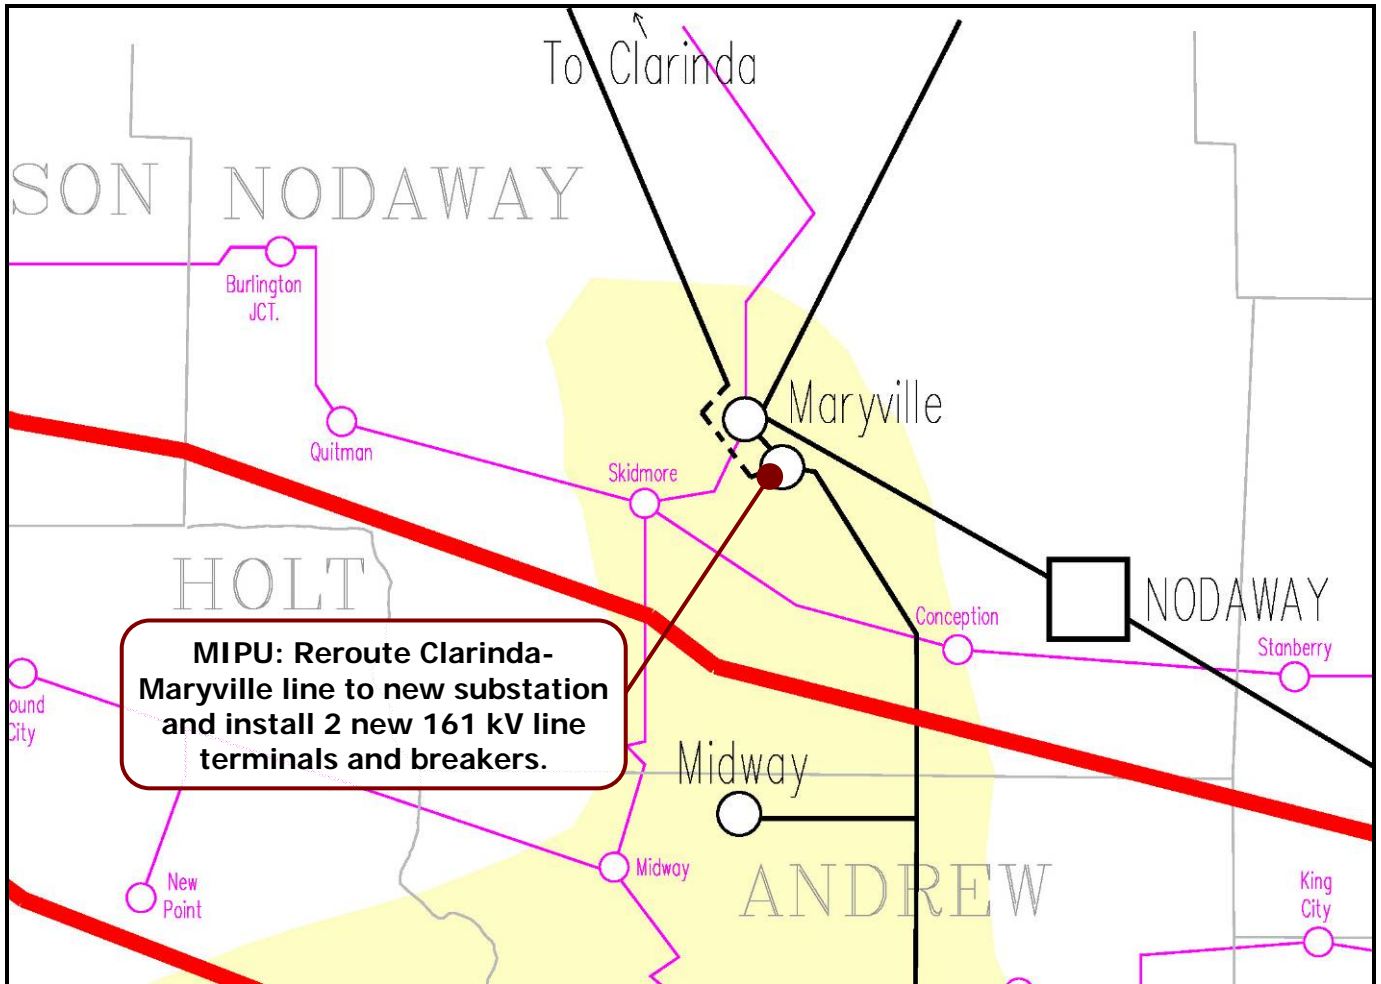 To Clarinda
SON NODAWAY
Burlington
JCT.
Maryville
Quitman
Skidmore
HOLT
NODAWAY
Conception
Stanberry
MIPU: Reroute Clarinda-
Maryville line to new substation
and install 2 new 161 kV line
terminals and breakers.
ound
City
Midway
Midway
ANDREW
New
Point
King
City